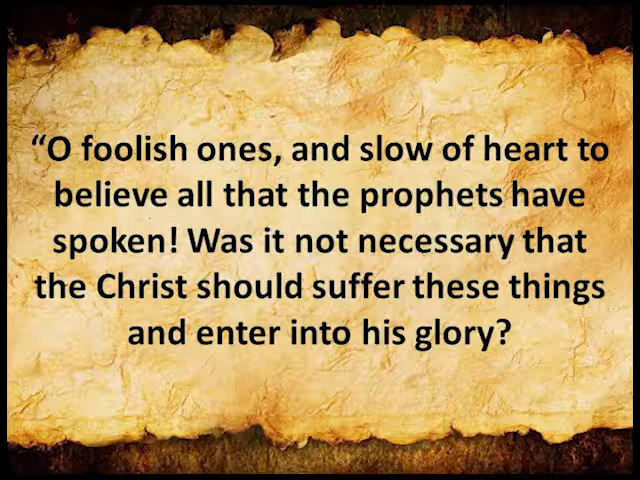 “O foolish ones, and slow of heart to
believe all that the prophets have
spoken! Was it not necessary that
the Christ should suffer these things
and enter into his glory?